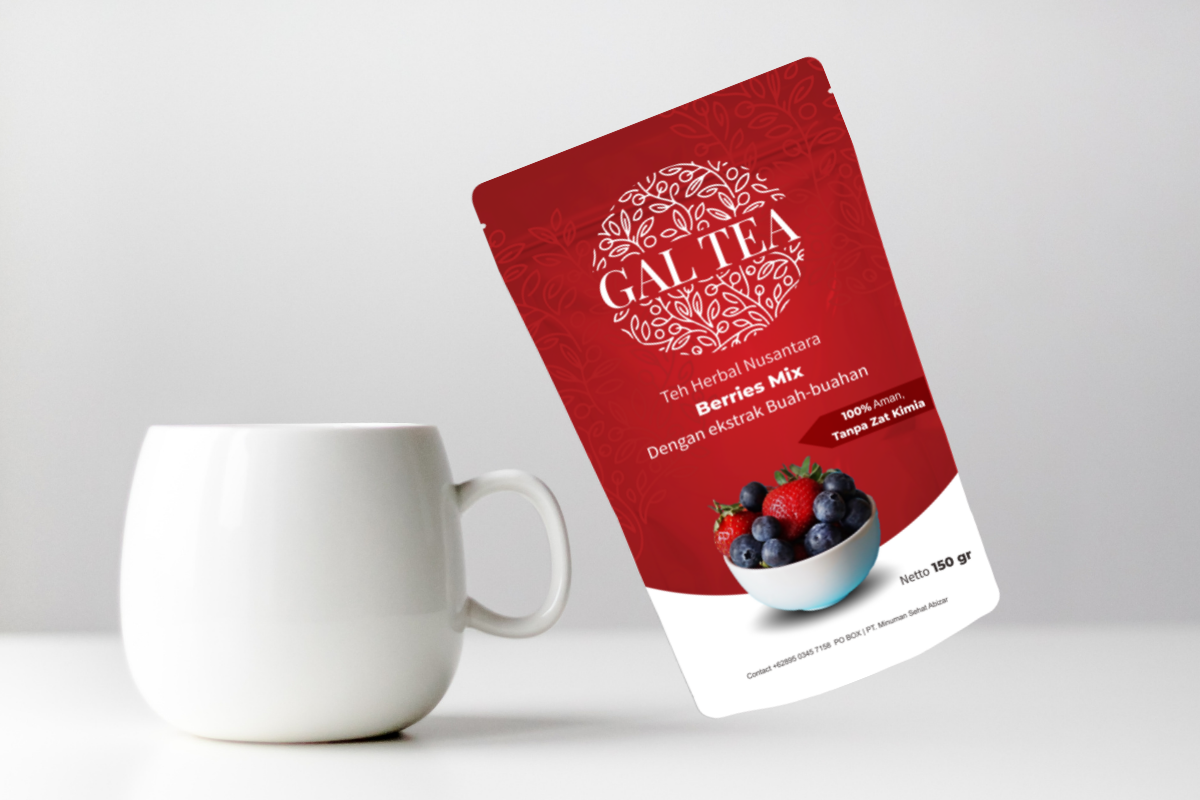 GAL TEA
Teh Herbal Nusantara
Berries Mix
Dengan ekstrak Buah-buahan
100% Aman,
Tanpa Zat Kimia
Netto 150 gr
Contact +62895 0345 7158 PO BOX | PT. Minuman Sehat Abizar